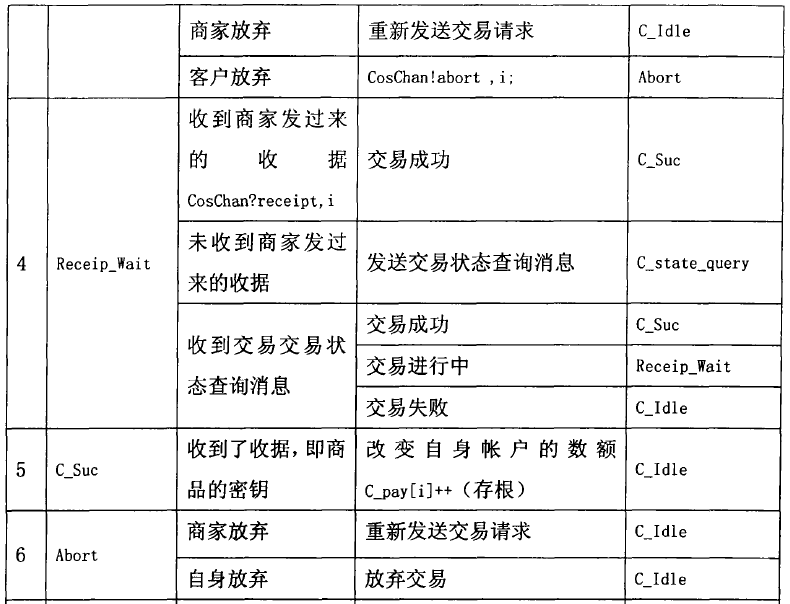 商家放弃 重新发送交易请求 C_Idle
客户放弃 CosChan!abort ,i; Abort
收到商家发过来
的收据 交易成功 C_Suc
CosChan?receipt,i
4 Receip_Wait
未收到商家发过
来的收据 发送交易状态查询消息 C_state_query
收到交易交易状
态查询消息
交易成功 C_Suc
交易进行中 Receip_Wait
交易失败 C_Idle
5 C_Suc
收到了收据，即商
品的密钥
改变自身帐户的数额
C_pay[i]++（存根）
C_Idle
6 Abort
商家放弃 重新发送交易请求 C_Idle
自身放弃 放弃交易 C_Idle